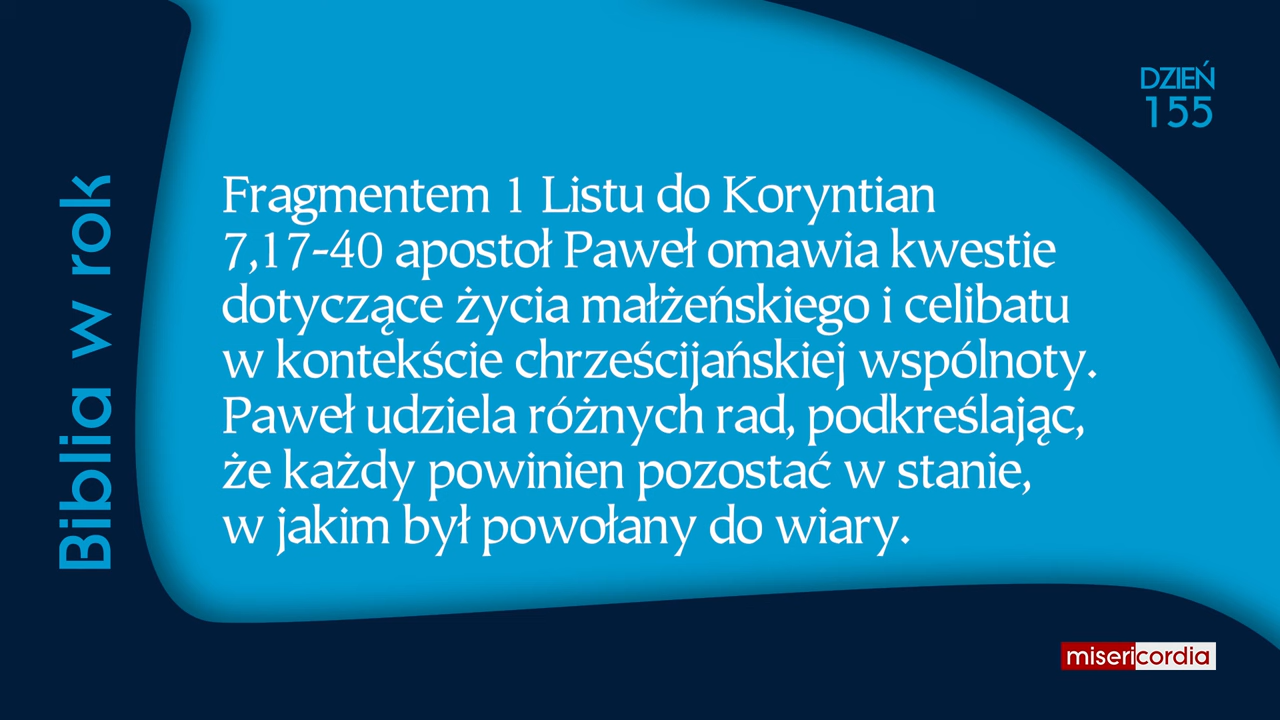 DZIEŃ
155
Biblia w rok
Fragmentem 1 Listu do Koryntian
7,17-40 apostoł Paweł omawia kwestie
dotyczące życia małżeńskiego i celibatu
w kontekście chrześcijańskiej wspólnoty.
Paweł udziela różnych rad, podkreślając,
że każdy powinien pozostać w stanie,
w jakim był powołany do wiary.
misericordia